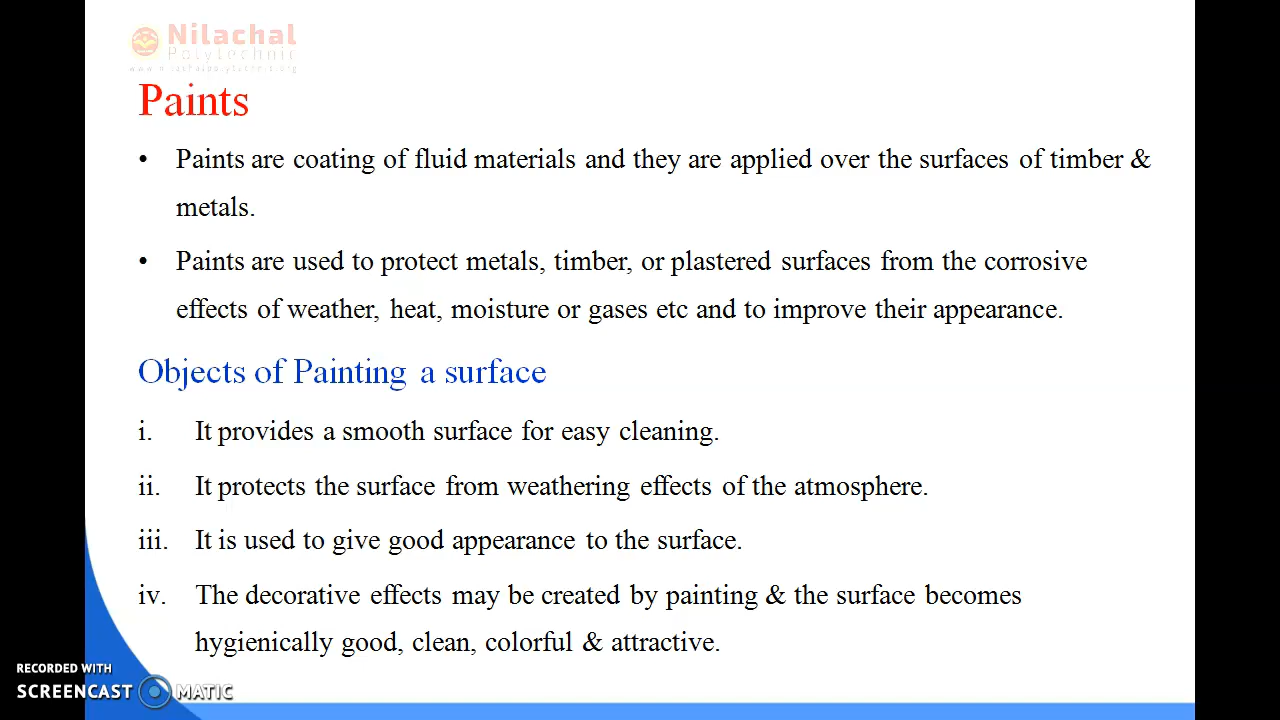 Nilachal
Polytechnic
www.nilachalpolytechnic.org
Paints
• Paints are coating of fluid materials and they are applied over the surfaces of timber &
metals.
• Paints are used to protect metals, timber, or plastered surfaces from the corrosive
effects of weather, heat, moisture or gases etc and to improve their appearance.
Objects of Painting a surface
i. It provides a smooth surface for easy cleaning.
ii. It protects the surface from weathering effects of the atmosphere.
iii. It is used to give good appearance to the surface.
iv. The decorative effects may be created by painting & the surface becomes
hygienically good, clean, colorful & attractive.
RECORDED WITH
SCREENCAST MATIC